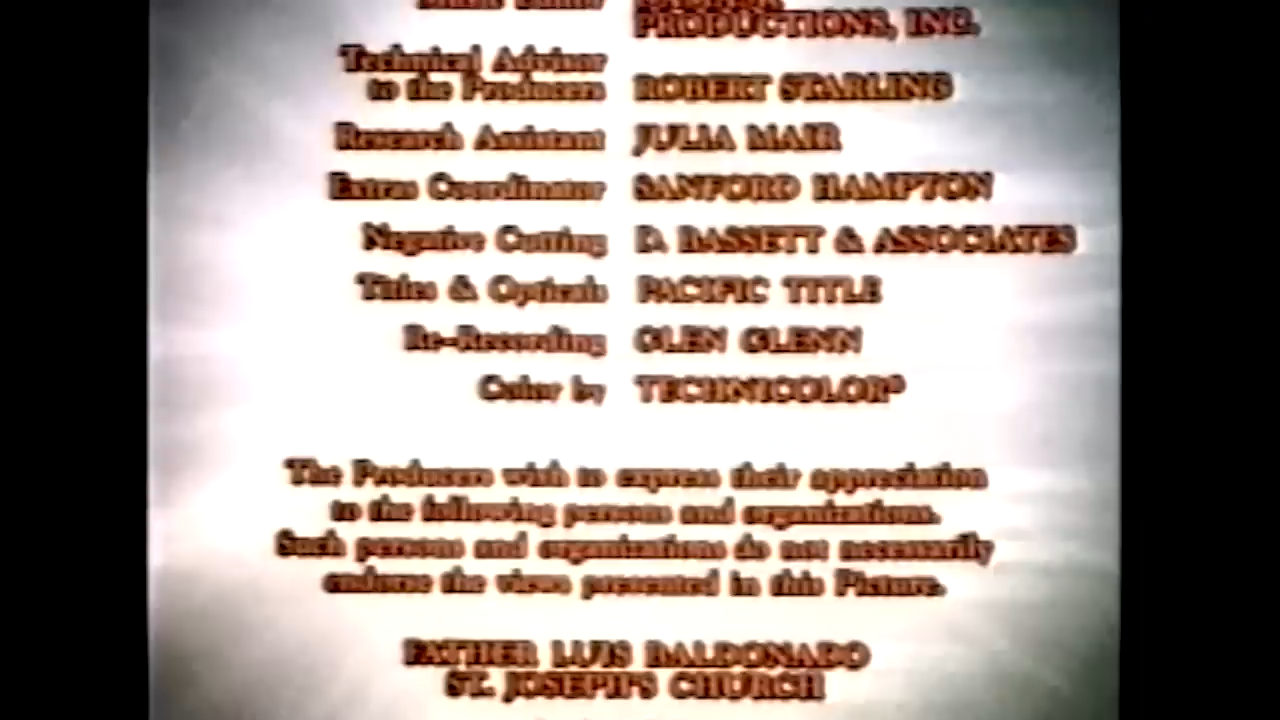 PRODUCTIONS, INC.
Technical Advisor
to the Producers ROBERT STARLING
Research Assistant JULIA MAIR
Extras Coordinator SANFORD HAMPTON
Negative Cutting D. BASSETT & ASSOCIATES
Titles & Opticals PACIFIC TITLE
Re-Recording GLEN GLENN
Color by TECHNICOLOR®
The Producers wish to express their appreciation
to the following persons and organizations.
Such persons and organizations do not necessarily
endorse the views presented in this Picture.
FATHER LUIS BALDONADO
ST. JOSEPH'S CHURCH